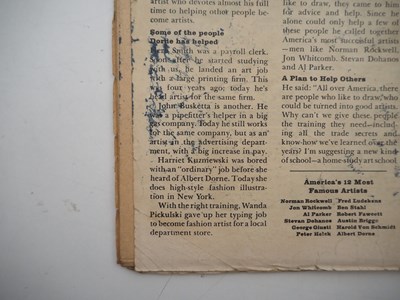 artist who devotes almost his full
time to helping other people be-
come artists.
Some of the people
Dorne has helped
Smith was a payroll clerk.
after he started studying
with us, he landed an art job
with a large printing firm. This
was four years ago; today he's
head artist for the same firm.
John Busketta is another. He
was a pipefitter's helper in a big
gas company. Today he still works
for the same company, but as an
artist in the advertising depart-
ment, with a big increase in pay.
Harriet Kuzmewski was bored
with an "ordinary" job before she
heard of Albert Dorne. Today she
does high-style fashion illustra-
tion in New York.
With the right training, Wanda
Pickulski gave up her typing job
to become fashion artist for a local
department store.
like to draw, they came to him
for advice and help. Since he
alone could only help a few of
these people he called together
America's most successful artists
—men like Norman Rockwell,
Jon Whitcomb, Stevan Dohanos
and Al Parker.
A Plan to Help Others
He said: "All over America, there
are people who like to draw, who
could be turned into good artists.
Why can't we give these people
the training they need—includ-
ing all the trade secrets and
know-how we've learned over the
years? I'm suggesting a new kind
of school—a home-study art school.
America's 12 Most
Famous Artists
Norman Rockwell Fred Ludekens
Jon Whitcomb Ben Stahl
Al Parker Robert Fawcett
Stevan Dohanos Austin Briggs
George Giusti Harold Von Schmidt
Peter Helck Albert Dorne